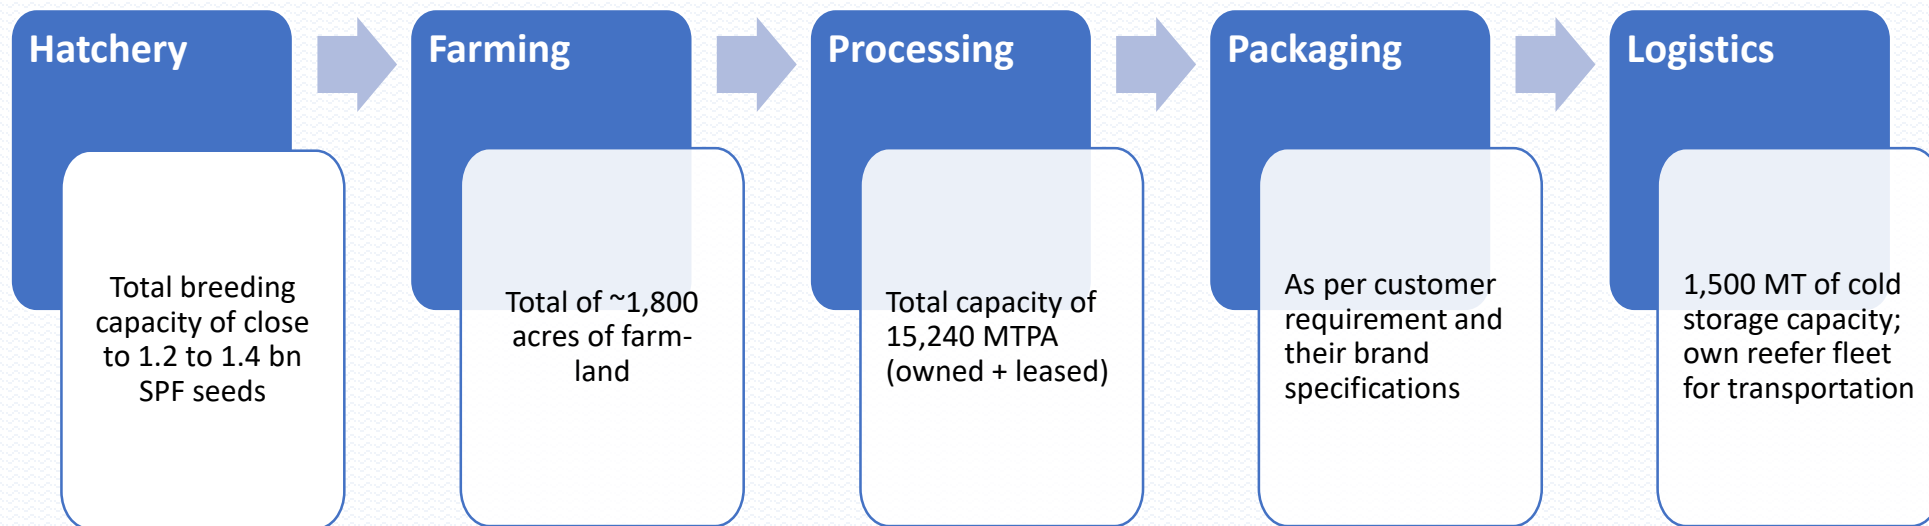 Hatchery
Total breeding
capacity of close
to 1.2 to 1.4 bn
SPF seeds
Farming
Total of ~1,800
acres of farm-
land
Processing
Total capacity of
15,240 MTPA
(owned + leased)
Packaging
As per customer
requirement and
their brand
specifications
Logistics
1,500 MT of cold
storage capacity;
own reefer fleet
for transportation